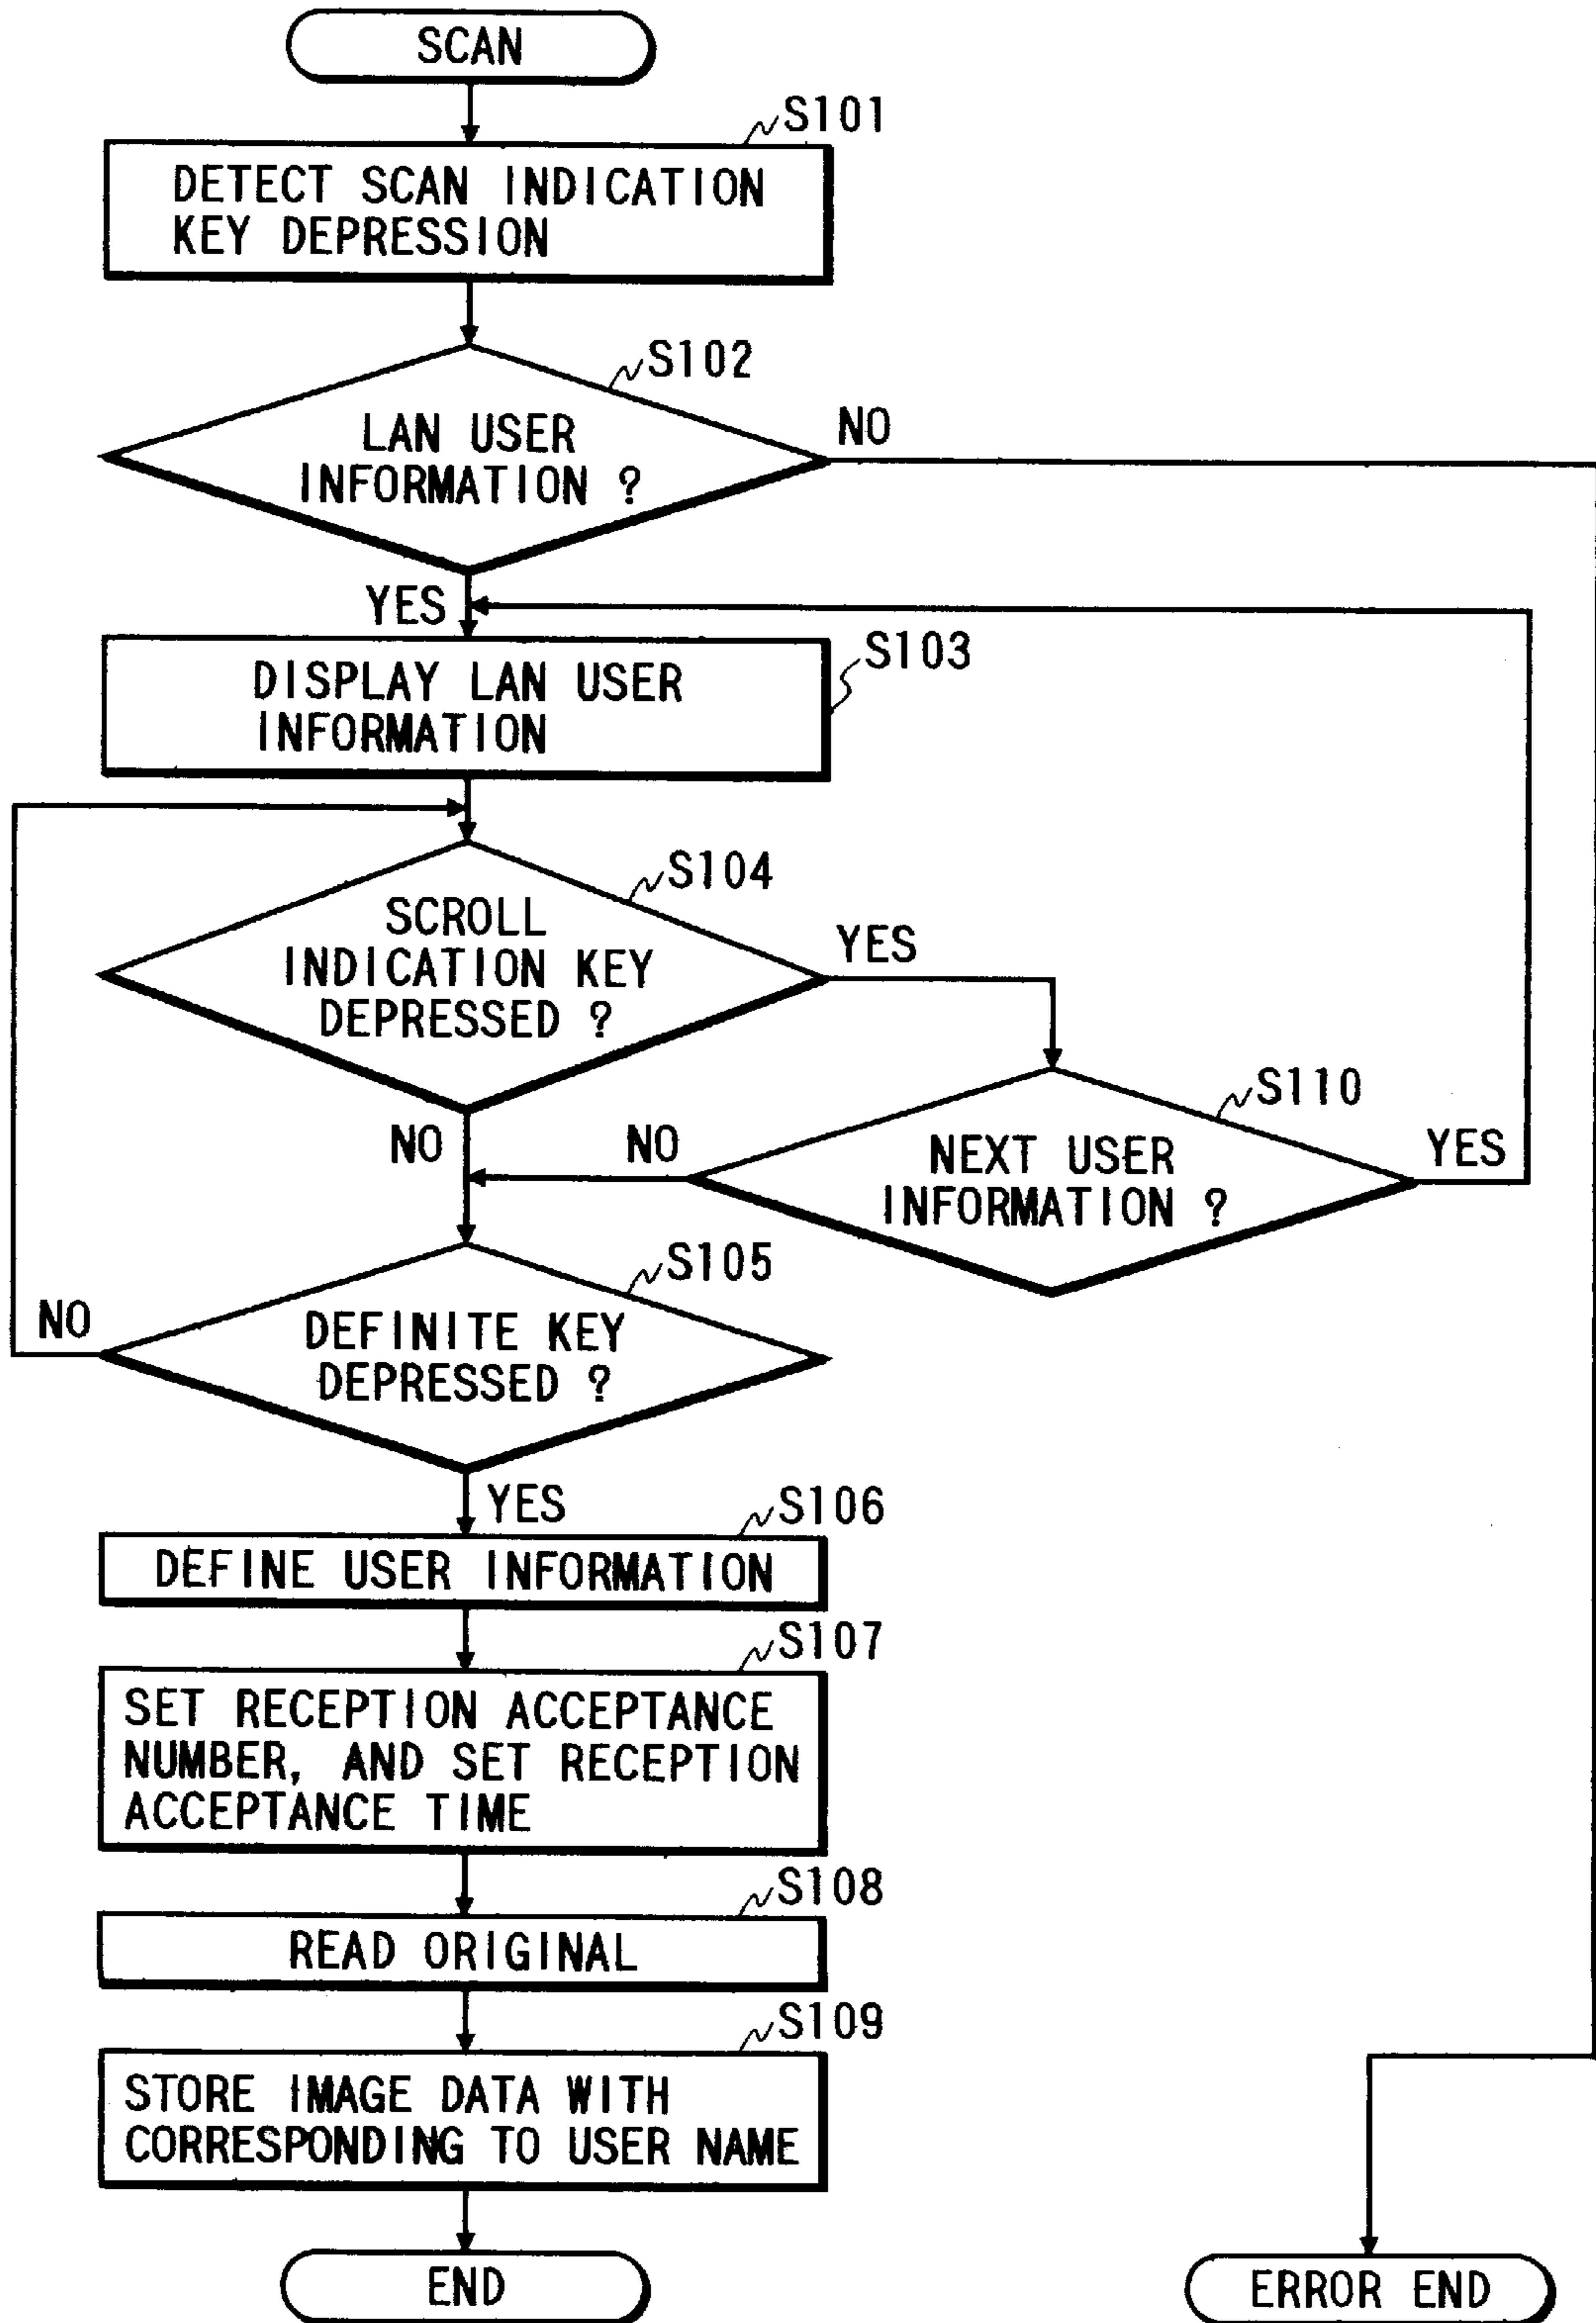 SCAN
S101
DETECT SCAN INDICATION
KEY DEPRESSION
S102
LAN USER
INFORMATION ?
NO
YES
S103
DISPLAY LAN USER
INFORMATION
S104
SCROLL
INDICATION KEY
DEPRESSED ?
YES
NO
S110
NEXT USER
INFORMATION ?
NO
YES
S105
DEFINITE KEY
DEPRESSED ?
NO
YES
S106
DEFINE USER INFORMATION
S107
SET RECEPTION ACCEPTANCE
NUMBER, AND SET RECEPTION
ACCEPTANCE TIME
S108
READ ORIGINAL
S109
STORE IMAGE DATA WITH
CORRESPONDING TO USER NAME
END
ERROR END